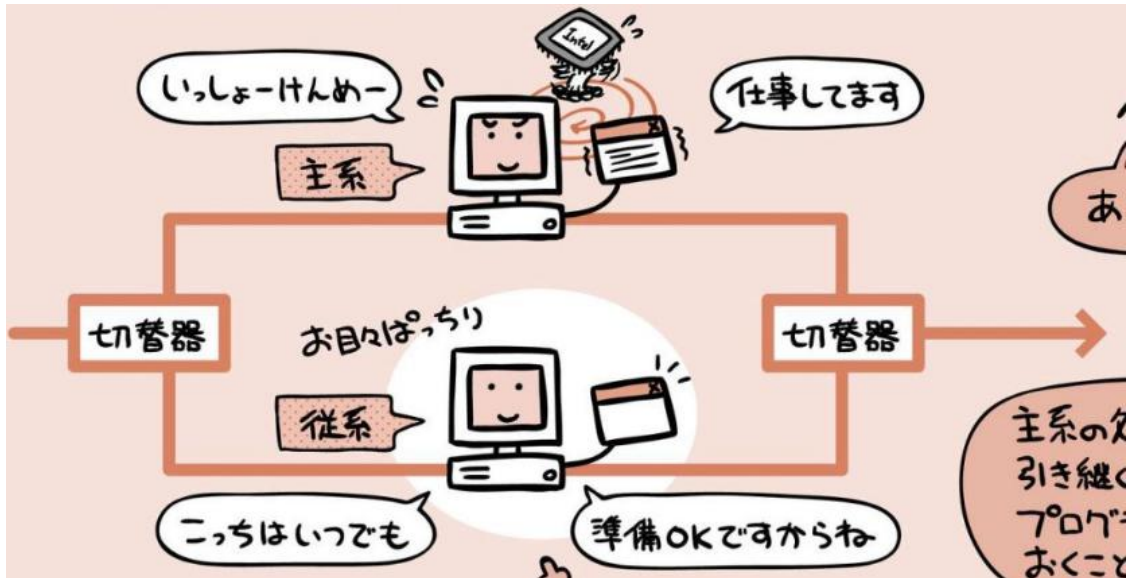 Intel
いっしょーけんめー
仕事してます
主系
あ
切替器
お目々ぱっちり
切替器
従系
主系の
引き継ぐ
プログ
おくこと
こっちはいつでも
準備OKですからね